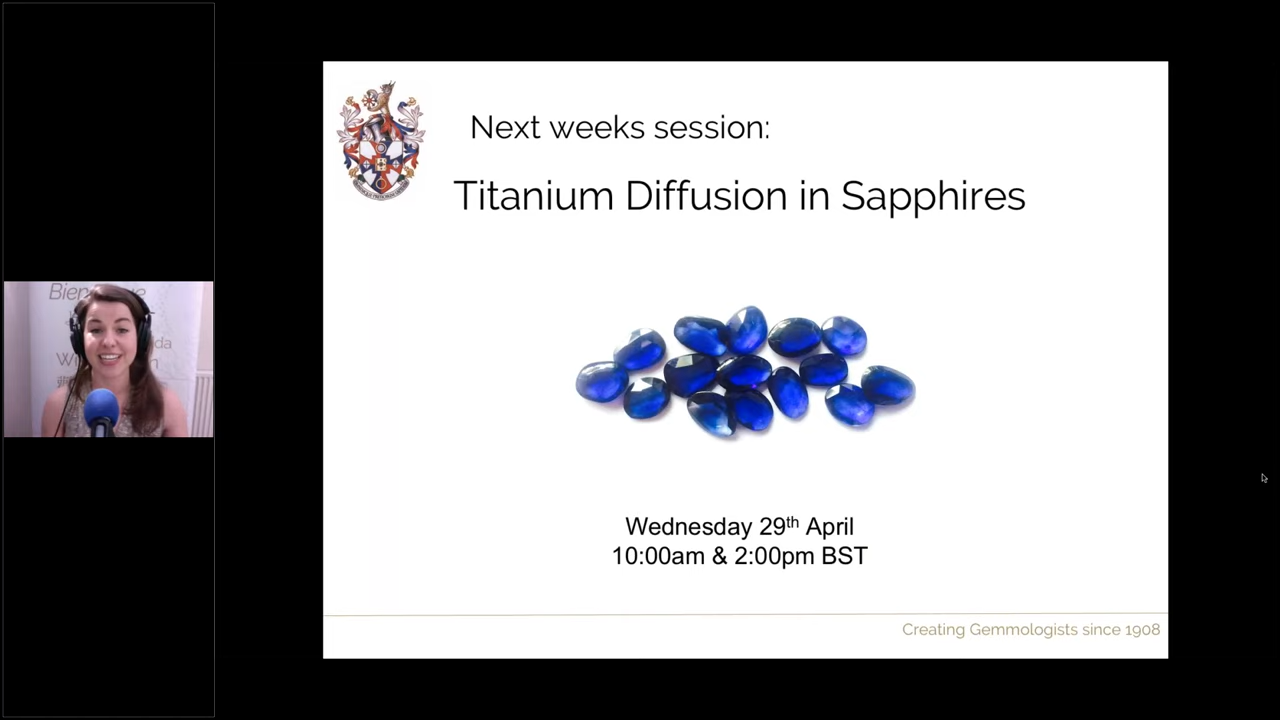 Next weeks session:
Titanium Diffusion in Sapphires
Wednesday 29th April
10:00am & 2:00pm BST
Creating Gemmologists since 1908